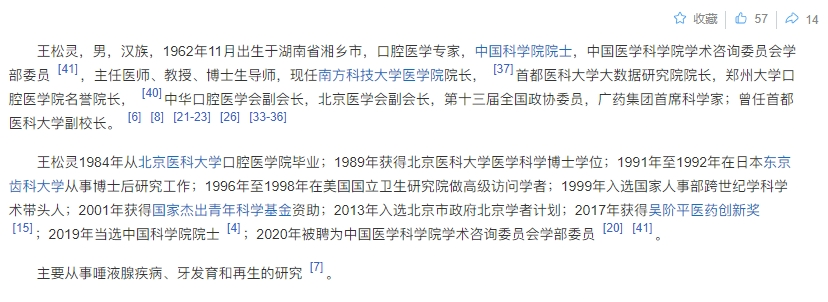 收藏 57 14
王松灵，男，汉族，1962年11月出生于湖南省湘乡市，口腔医学专家，中国科学院院士，中国医学科学院学术咨询委员会学
部委员 [41]，主任医师、教授、博士生导师，现任南方科技大学医学院院长， [37]首都医科大学大数据研究院院长，郑州大学口
腔医学院名誉院长， [40]中华口腔医学会副会长，北京医学会副会长，第十三届全国政协委员，广药集团首席科学家；曾任首都
医科大学副校长。 [6] [8] [21-23] [26] [33-36]
王松灵1984年从北京医科大学口腔医学院毕业；1989年获得北京医科大学医学科学博士学位；1991年至1992年在日本东京
齿科大学从事博士后研究工作；1996年至1998年在美国国立卫生研究院做高级访问学者；1999年入选国家人事部跨世纪学科学
术带头人；2001年获得国家杰出青年科学基金资助；2013年入选北京市政府北京学者计划；2017年获得吴阶平医药创新奖
[15]；2019年当选中国科学院院士 [4]；2020年被聘为中国医学科学院学术咨询委员会学部委员 [20] [41]。
主要从事唾液腺疾病、牙发育和再生的研究 [7]。